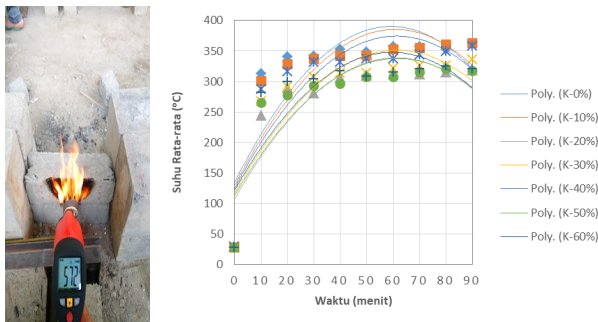 572
400
350
300
250
200
150
100
50
0
Suhu Rata-rata (°C)
0 10 20 30 40 50 60 70 80 90
Waktu (menit)
Poly. (K-0%)
Poly. (K-10%)
Poly. (K-20%)
Poly. (K-30%)
Poly. (K-40%)
Poly. (K-50%)
Poly. (K-60%)